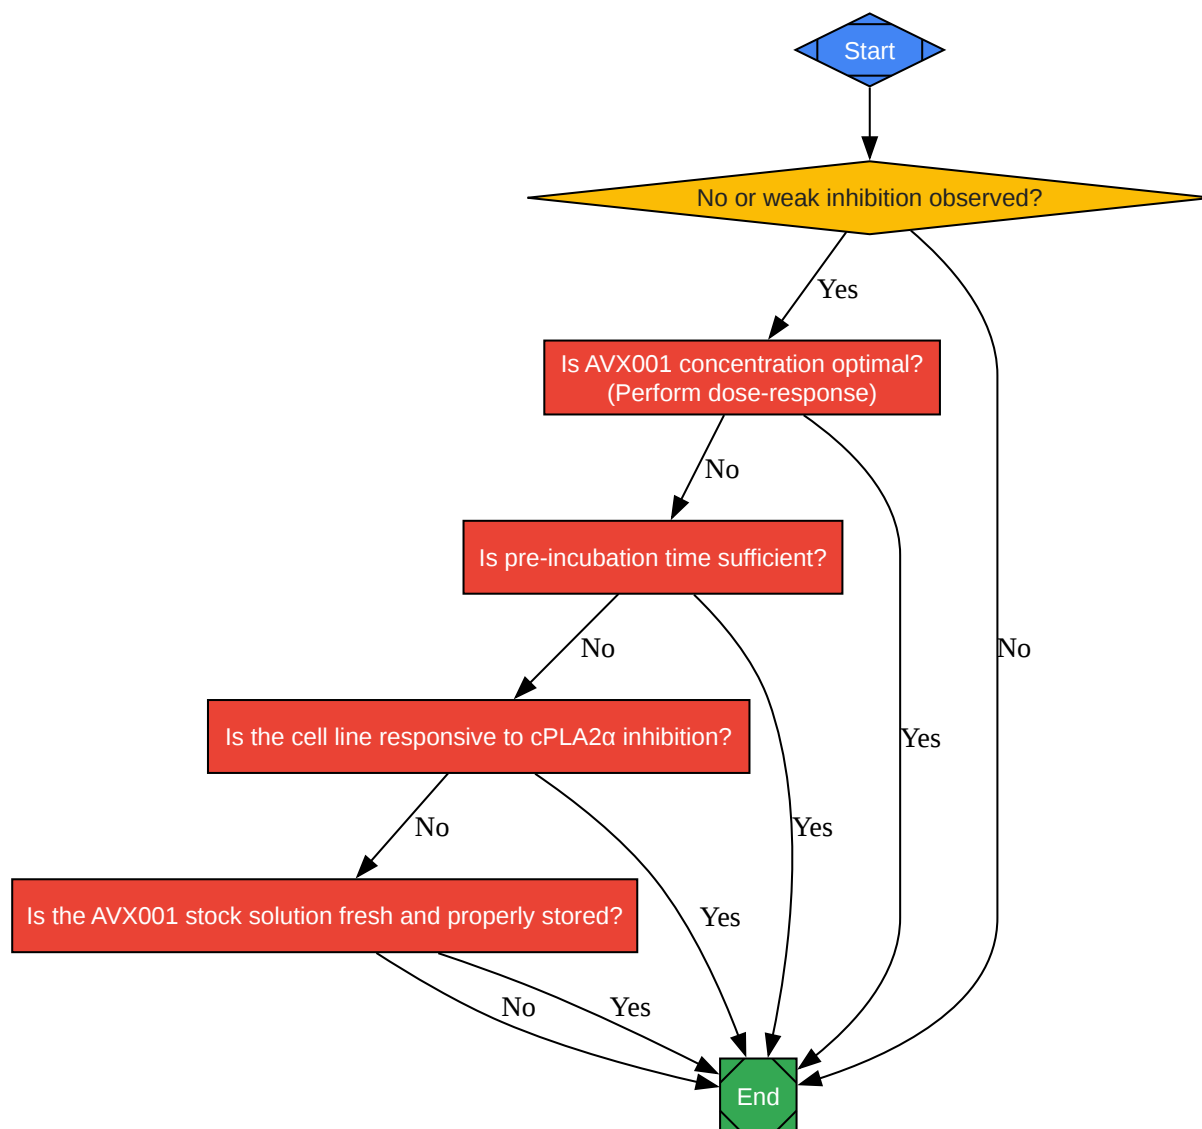 Start
No or weak inhibition observed?
Yes
Is AVX001 concentration optimal?
(Perform dose-response)
No
Is pre-incubation time sufficient?
No
No
Is the cell line responsive to cPLA2α inhibition?
Yes
No
Yes
Is the AVX001 stock solution fresh and properly stored?
Yes
No
Yes
End